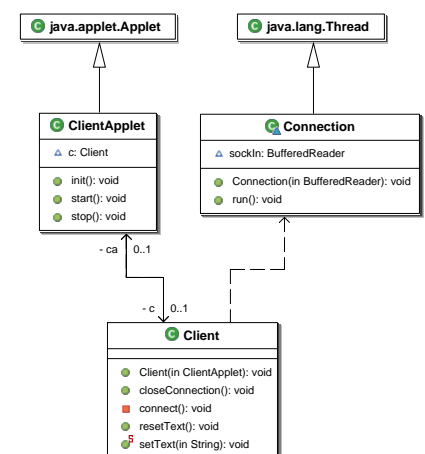 java.applet.Applet
java.lang.Thread
ClientApplet
c: Client
init(): void
start(): void
stop(): void
Connection
sockIn: BufferedReader
Connection(in BufferedReader): void
run(): void
- ca 0..1
- c 0..1
Client
Client(in ClientApplet): void
closeConnection(): void
connect(): void
resetText(): void
setText(in String): void